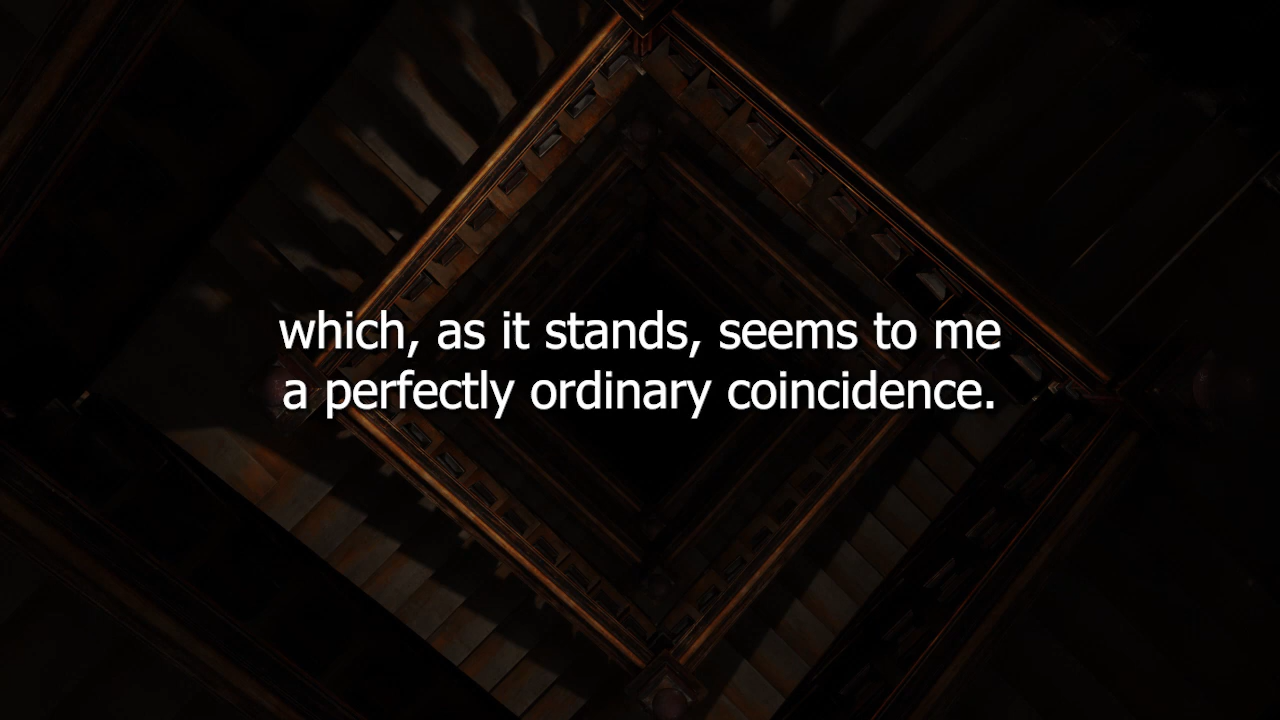 which, as it stands, seems to me
a perfectly ordinary coincidence.